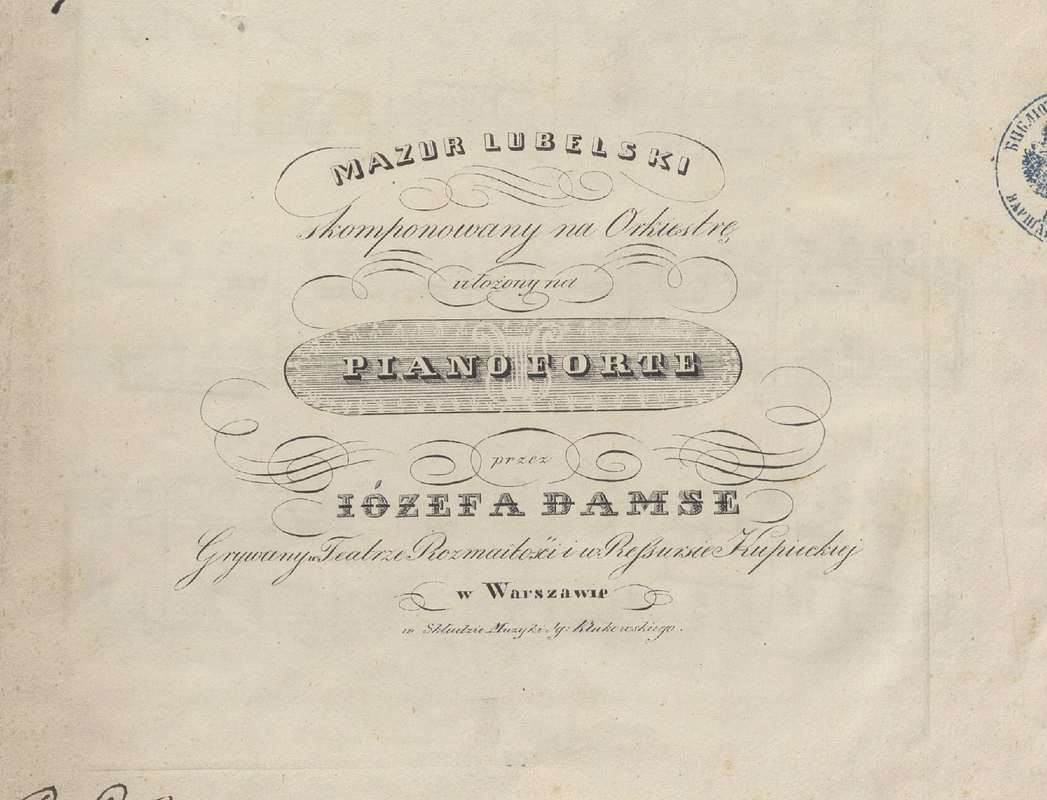 MAZUR LUBELSKI
skomponowany na Orkiestrę
ułożony na
PIANO FORTE
przez
IÓZEFA DAMSE
Grywany w Teatrze Rozmaitości i w Reſsursie Kupieckiej
w Warszawie
w Składzie Muzyki Ig: Klukowskiego.